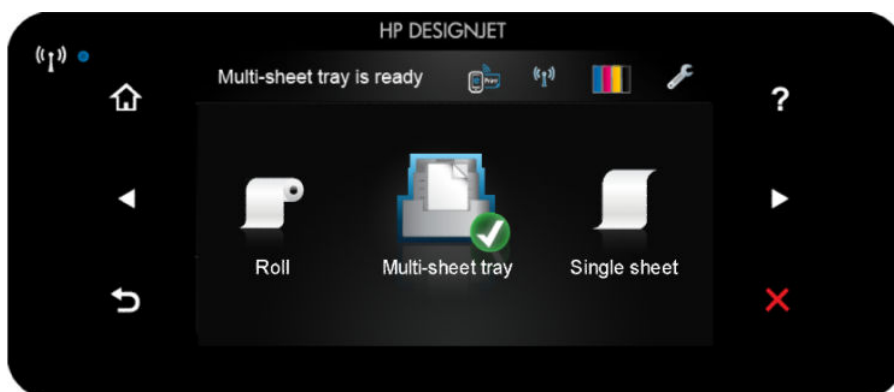 HP DESIGNJET
Multi-sheet tray is ready
?
Roll
Multi-sheet tray
Single sheet